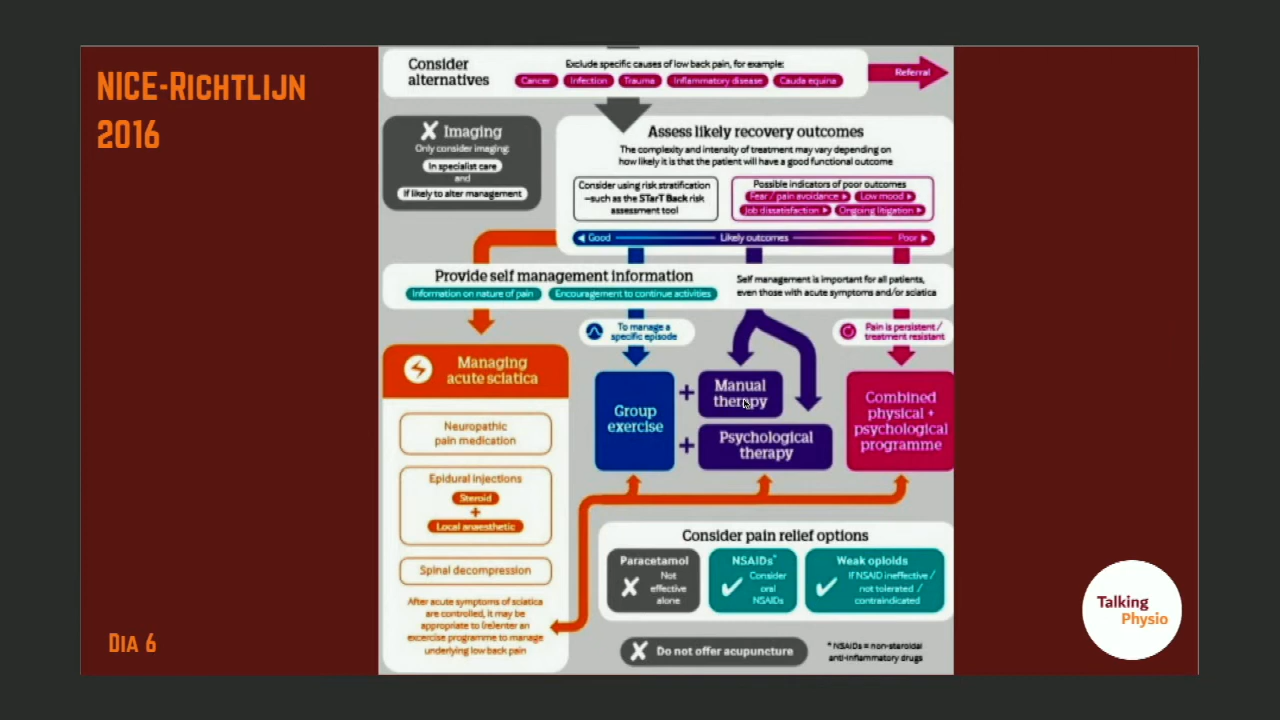 NICE-Richtlijn
2016
Consider
alternatives
Exclude specific causes of low back pain, for example:
Cancer
Infection
Trauma
Inflammatory disease
Cauda equina
Referral
Imaging
Only consider imaging:
In specialist care
and
If likely to alter management
Assess likely recovery outcomes
The complexity and intensity of treatment may vary depending on
how likely it is that the patient will have a good functional outcome
Consider using risk stratification
–such as the STarT Back risk
assessment tool
Possible indicators of poor outcomes
Fear / pain avoidance
Low mood
Job dissatisfaction
Ongoing litigation
Good
Likely outcomes
Poor
Provide self management information
Information on nature of pain
Encouragement to continue activities
Self management is important for all patients,
even those with acute symptoms and/or sciatica
To manage a
specific episode
Pain is persistent /
treatment resistant
Managing
acute sciatica
Neuropathic
pain medication
Epidural injections
Steroid
+
Local anaesthetic
Spinal decompression
After acute symptoms of sciatica
are controlled, it may be
appropriate to (re)enter an
excercise programme to manage
underlying low back pain
Group
exercise
+
Manual
therapy
+
Psychological
therapy
Combined
physical +
psychological
programme
Consider pain relief options
Paracetamol
Not
effective
alone
NSAIDs*
Consider
oral
NSAIDs
Weak opioids
If NSAID ineffective /
not tolerated /
contraindicated
Do not offer acupuncture
* NSAIDs = non-steroidal
anti-inflammatory drugs
Dia 6
Talking
Physio